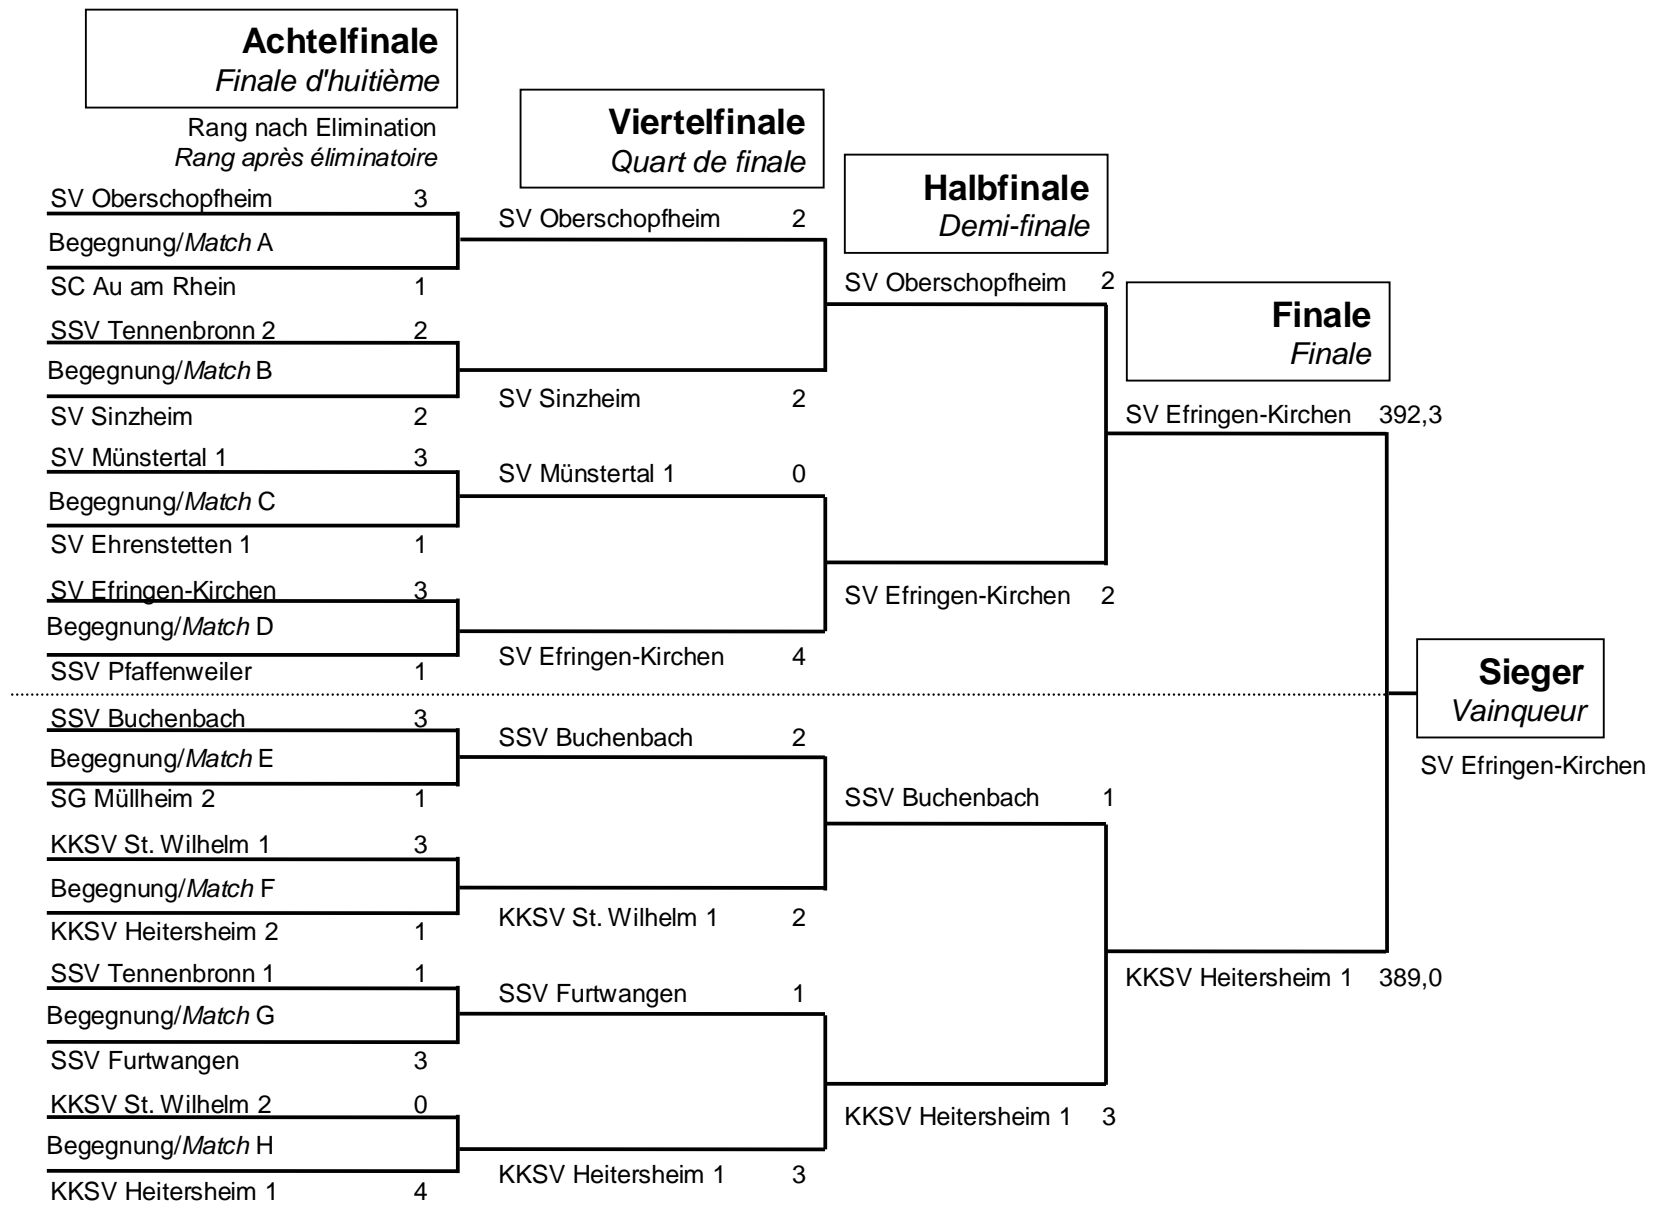 Achtelfinale
Finale d'huitième
Rang nach Elimination
Rang après éliminatoire
SV Oberschopfheim 3
Begegnung/Match A
SC Au am Rhein 1
SSV Tennenbronn 2 2
Begegnung/Match B
SV Sinzheim 2
SV Münstertal 1 3
Begegnung/Match C
SV Ehrenstetten 1 1
SV Efringen-Kirchen 3
Begegnung/Match D
SSV Pfaffenweiler 1
SSV Buchenbach 3
Begegnung/Match E
SG Müllheim 2 1
KKSV St. Wilhelm 1 3
Begegnung/Match F
KKSV Heitersheim 2 1
SSV Tennenbronn 1 1
Begegnung/Match G
SSV Furtwangen 3
KKSV St. Wilhelm 2 0
Begegnung/Match H
KKSV Heitersheim 1 4
Viertelfinale
Quart de finale
SV Oberschopfheim 2
SV Sinzheim 2
SV Münstertal 1 0
SV Efringen-Kirchen 4
SSV Buchenbach 2
KKSV St. Wilhelm 1 2
SSV Furtwangen 1
KKSV Heitersheim 1 3
Halbfinale
Demi-finale
SV Oberschopfheim 2
SV Efringen-Kirchen 2
SSV Buchenbach 1
KKSV Heitersheim 1 3
Finale
Finale
SV Efringen-Kirchen 392,3
KKSV Heitersheim 1 389,0
Sieger
Vainqueur
SV Efringen-Kirchen